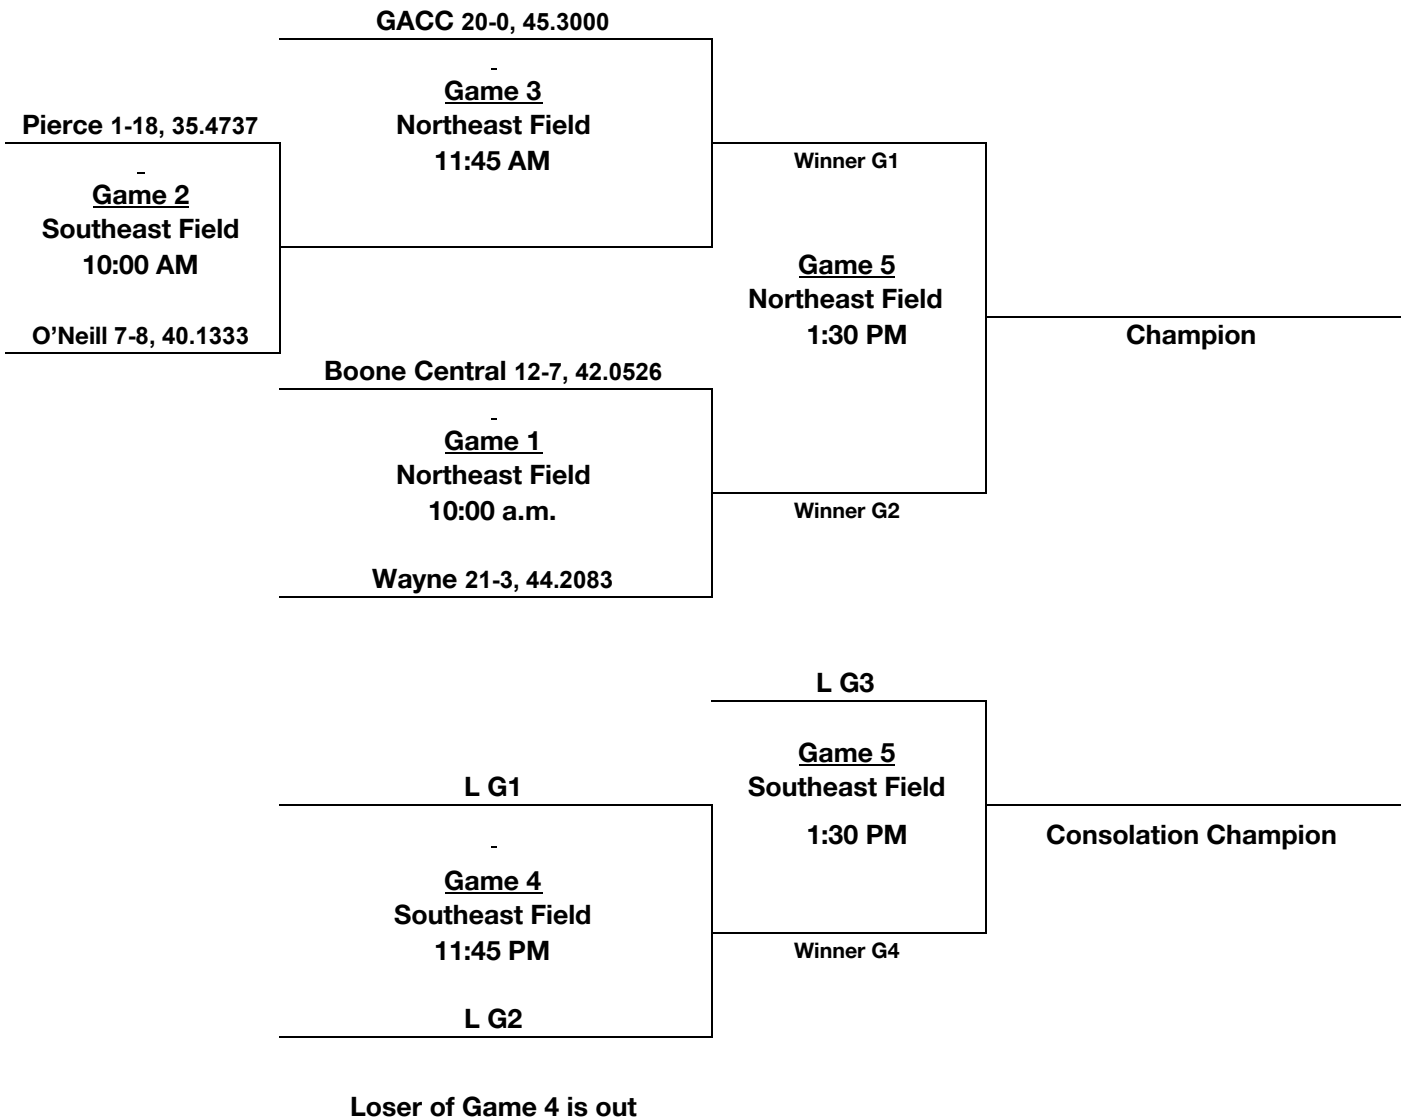 GACC 20-0, 45.3000
Game 3
Northeast Field
11:45 AM
Pierce 1-18, 35.4737
Game 2
Southeast Field
10:00 AM
O'Neill 7-8, 40.1333
Winner G1
Game 5
Northeast Field
1:30 PM
Champion
Boone Central 12-7, 42.0526
Game 1
Northeast Field
10:00 a.m.
Wayne 21-3, 44.2083
Winner G2
L G3
Game 5
Southeast Field
1:30 PM
Consolation Champion
L G1
Game 4
Southeast Field
11:45 PM
L G2
Winner G4
Loser of Game 4 is out